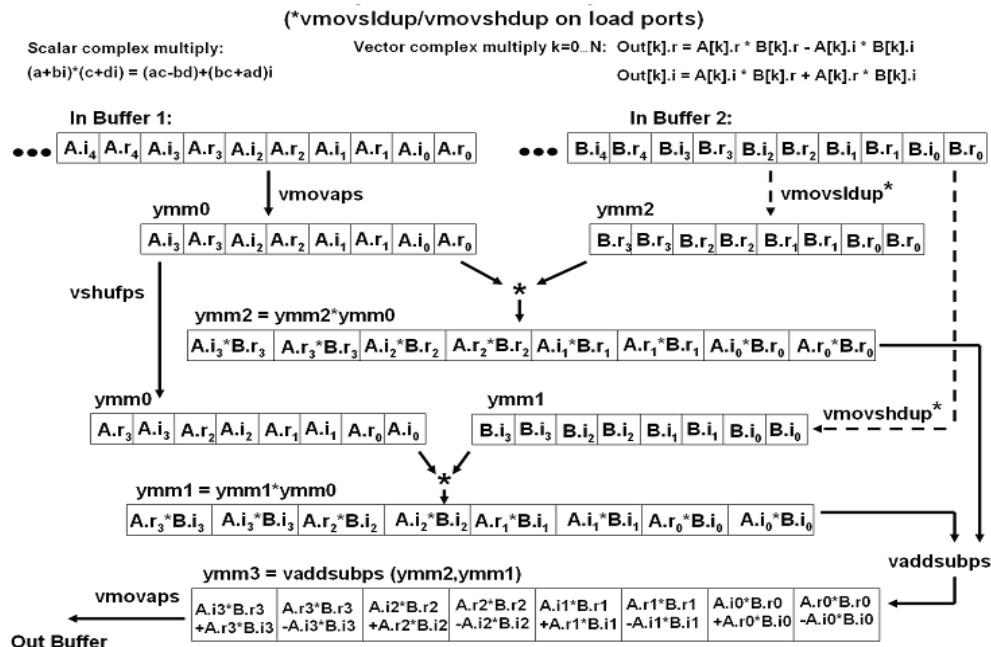 (*vmovsldup/vmovshdup on load ports)
Scalar complex multiply:
(a+bi)*(c+di) = (ac-bd)+(bc+ad)i
Vector complex multiply k=0...N: Out[k].r = A[k].r * B[k].r - A[k].i * B[k].i
Out[k].i = A[k].i * B[k].r + A[k].r * B[k].i
In Buffer 1:
In Buffer 2:
••• A.i₄ A.r₄ A.i₃ A.r₃ A.i₂ A.r₂ A.i₁ A.r₁ A.i₀ A.r₀
••• B.i₄ B.r₄ B.i₃ B.r₃ B.i₂ B.r₂ B.i₁ B.r₁ B.i₀ B.r₀
vmovaps
vmovsldup*
ymm0
ymm2
A.i₃ A.r₃ A.i₂ A.r₂ A.i₁ A.r₁ A.i₀ A.r₀
B.r₃ B.r₃ B.r₂ B.r₂ B.r₁ B.r₁ B.r₀ B.r₀
vshufps
*
ymm2 = ymm2*ymm0
A.i₃*B.r₃ A.r₃*B.r₃ A.i₂*B.r₂ A.r₂*B.r₂ A.i₁*B.r₁ A.r₁*B.r₁ A.i₀*B.r₀ A.r₀*B.r₀
ymm0
ymm1
A.r₃ A.i₃ A.r₂ A.i₂ A.r₁ A.i₁ A.r₀ A.i₀
B.i₃ B.i₃ B.i₂ B.i₂ B.i₁ B.i₁ B.i₀ B.i₀
vmovshdup*
*
ymm1 = ymm1*ymm0
A.r₃*B.i₃ A.i₃*B.i₃ A.r₂*B.i₂ A.i₂*B.i₂ A.r₁*B.i₁ A.i₁*B.i₁ A.r₀*B.i₀ A.i₀*B.i₀
vaddsubps
ymm3 = vaddsubps (ymm2,ymm1)
vmovaps
A.i3*B.r3 A.r3*B.r3 A.i2*B.r2 A.r2*B.r2 A.i1*B.r1 A.r1*B.r1 A.i0*B.r0 A.r0*B.r0
+A.r3*B.i3 -A.i3*B.i3 +A.r2*B.i2 -A.i2*B.i2 +A.r1*B.i1 -A.i1*B.i1 +A.r0*B.i0 -A.i0*B.i0
Out Buffer